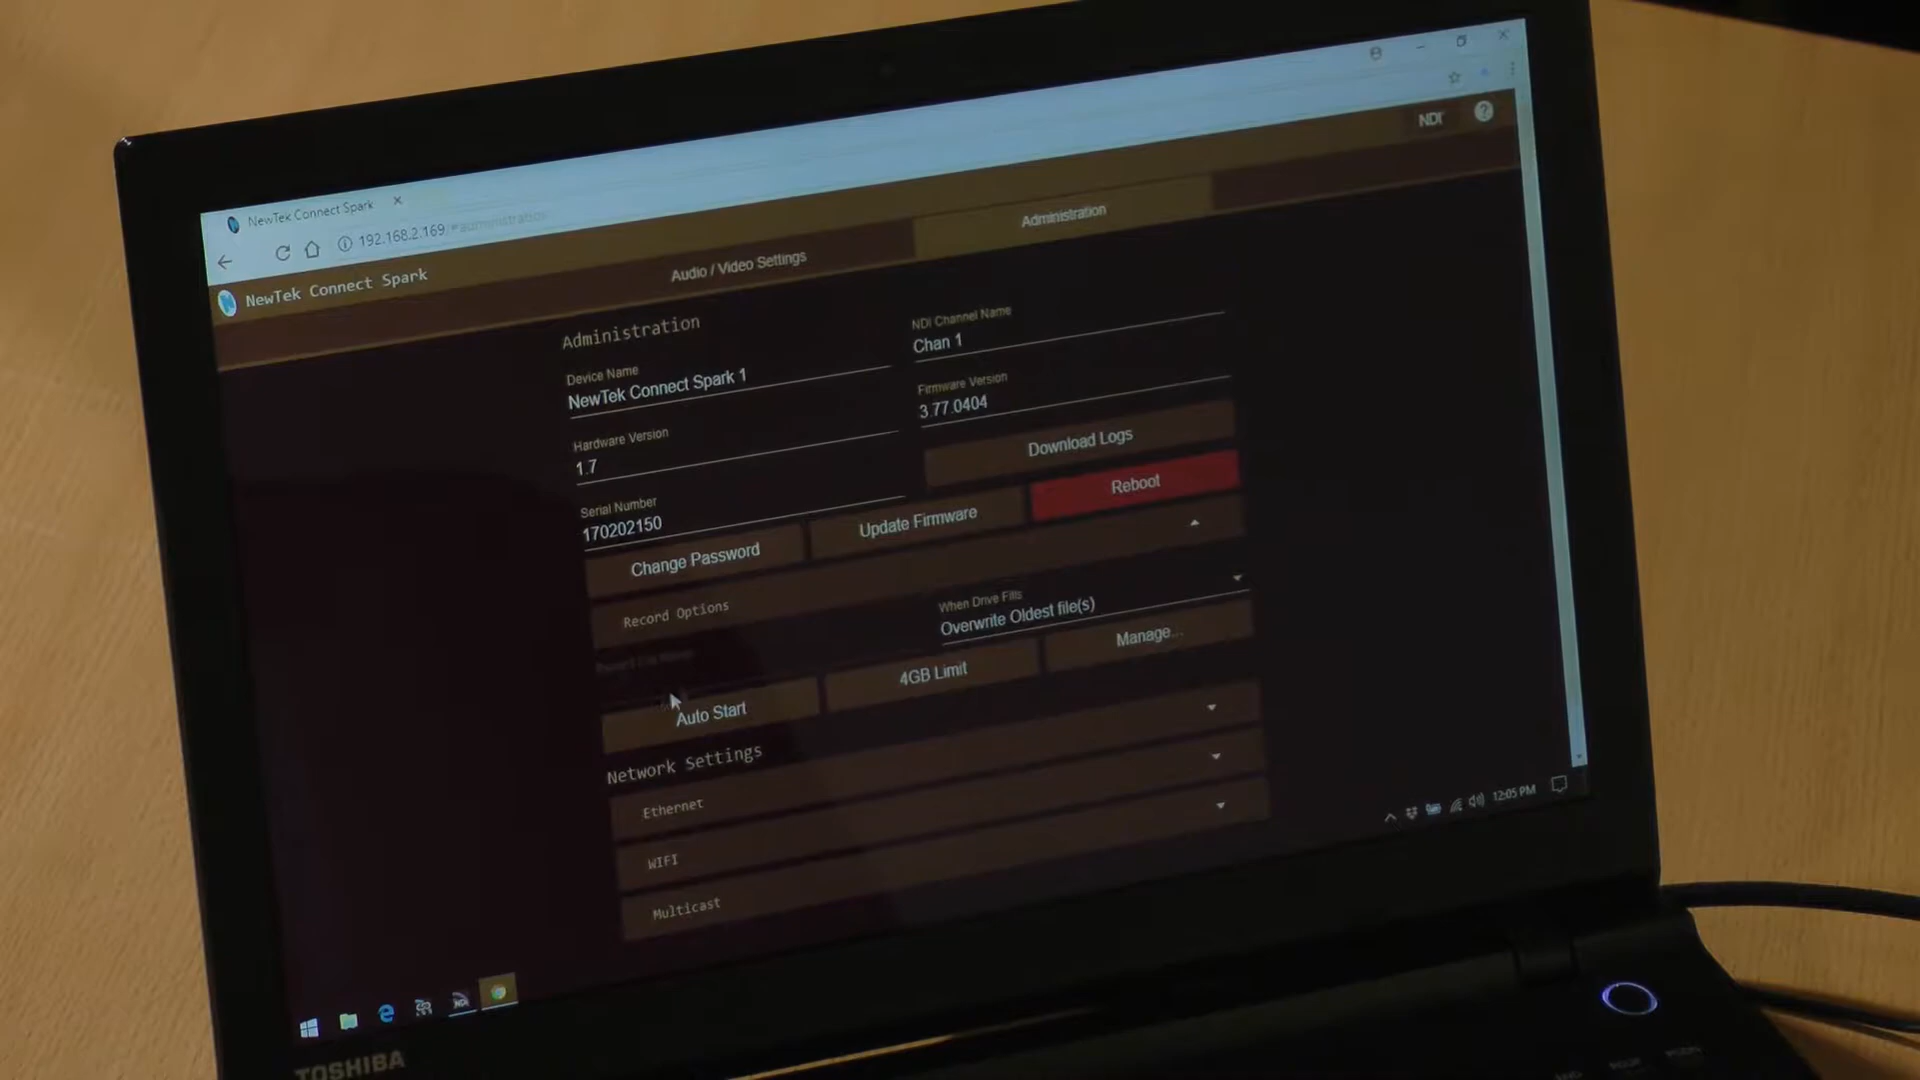 NewTek Connect Spark
192.168.2.169/#administration
NDI
NewTek Connect Spark
Audio / Video Settings
Administration
Administration
Device Name
NewTek Connect Spark 1
NDI Channel Name
Chan 1
Hardware Version
1.7
Firmware Version
3.77.0404
Serial Number
170202150
Download Logs
Change Password
Update Firmware
Reboot
Record Options
When Drive Fills
Overwrite Oldest file(s)
Auto Start
4GB Limit
Manage...
Network Settings
Ethernet
WIFI
Multicast
12:05 PM
NDI
TOSHIBA